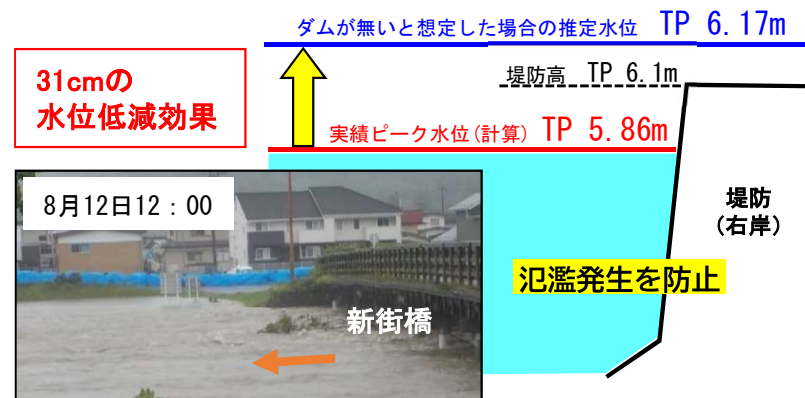 ダムが無いと想定した場合の推定水位 TP 6.17m
31cmの
水位低減効果
堤防高 TP 6.1m
実績ピーク水位(計算) TP 5.86m
8月12日12：00
堤防
(右岸)
氾濫発生を防止
新街橋